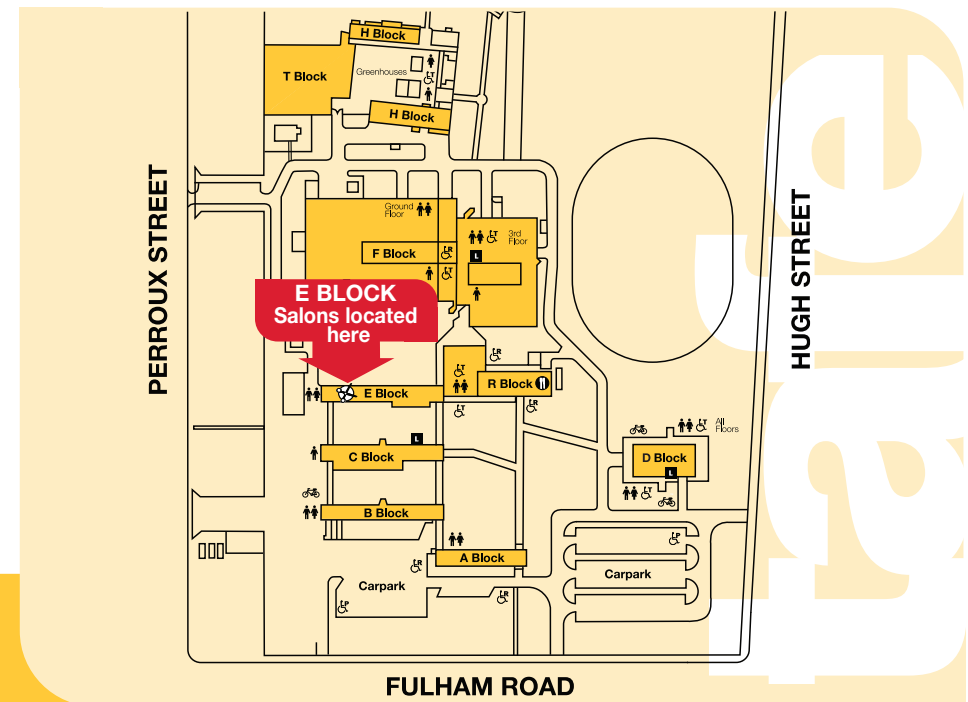 H Block
T Block
Greenhouses
T
H Block
PERROUX STREET
HUGH STREET
Ground
Floor
T
3rd
Floor
F Block
R
L
T
E BLOCK
Salons located
here
R
T
R Block
E Block
T
R
L
C Block
T
All
Floors
D Block
L
T
B Block
A Block
P
R
Carpark
Carpark
P
R
FULHAM ROAD
tafe